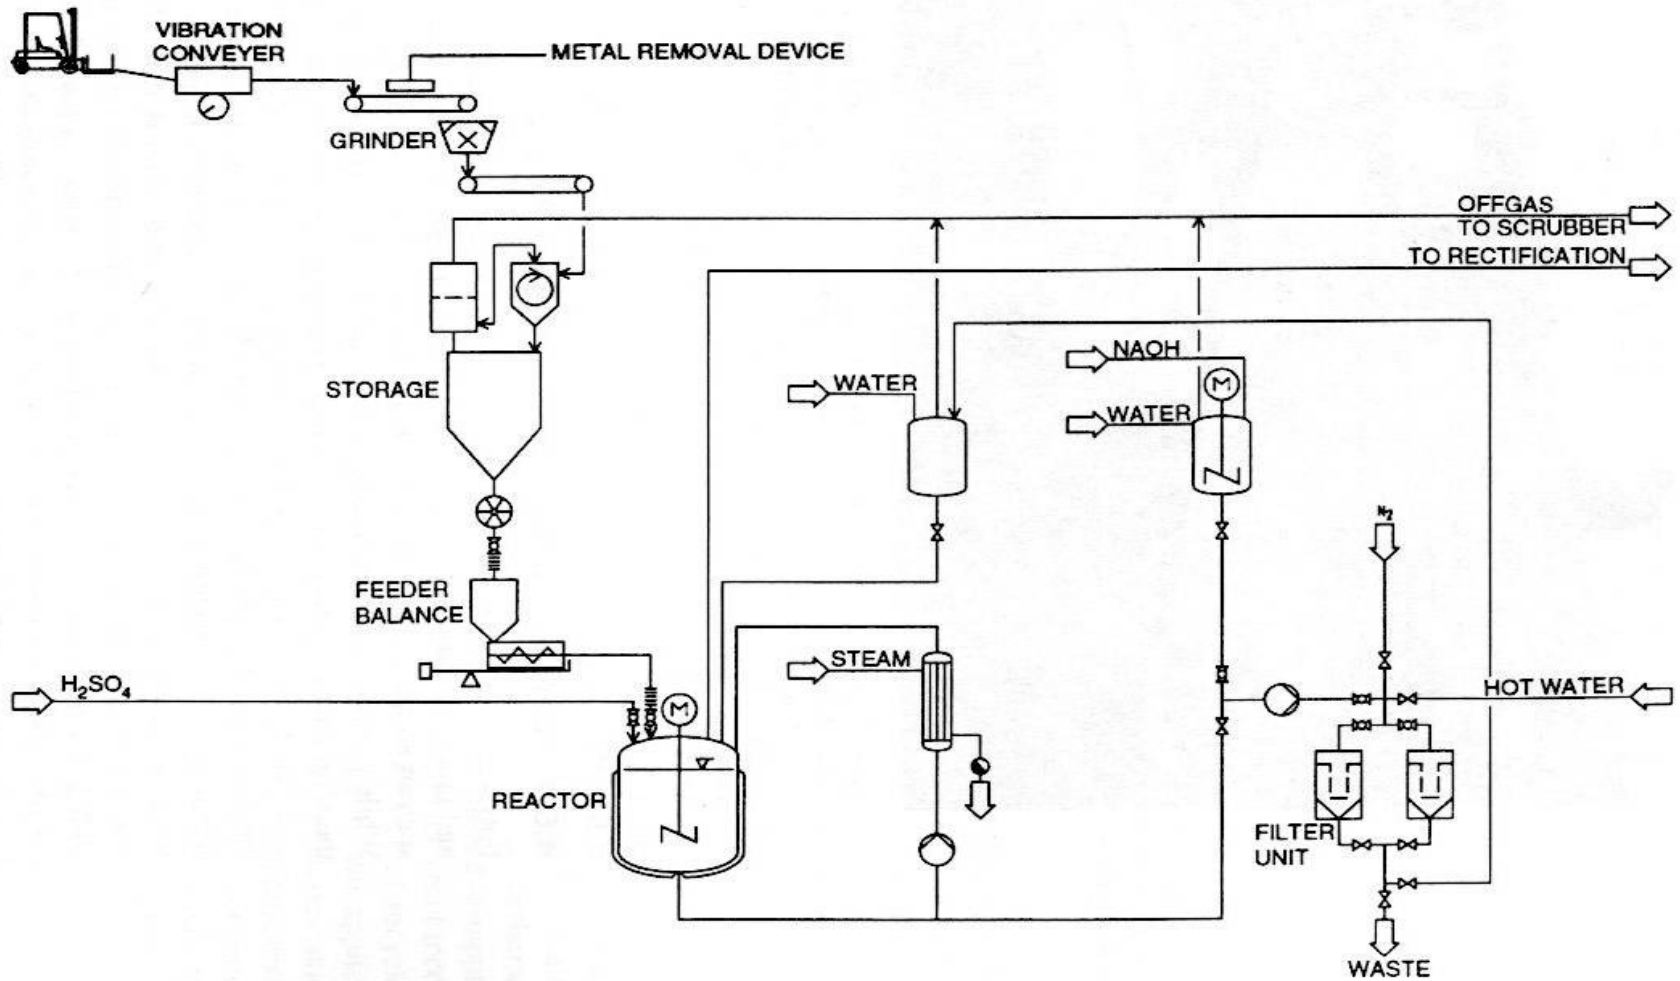 VIBRATION
CONVEYER
METAL REMOVAL DEVICE
GRINDER
OFFGAS
TO SCRUBBER
TO RECTIFICATION
NAOH
M
WATER
WATER
STORAGE
N₂
FEEDER
BALANCE
STEAM
H₂SO₄
HOT WATER
M
REACTOR
FILTER
UNIT
WASTE